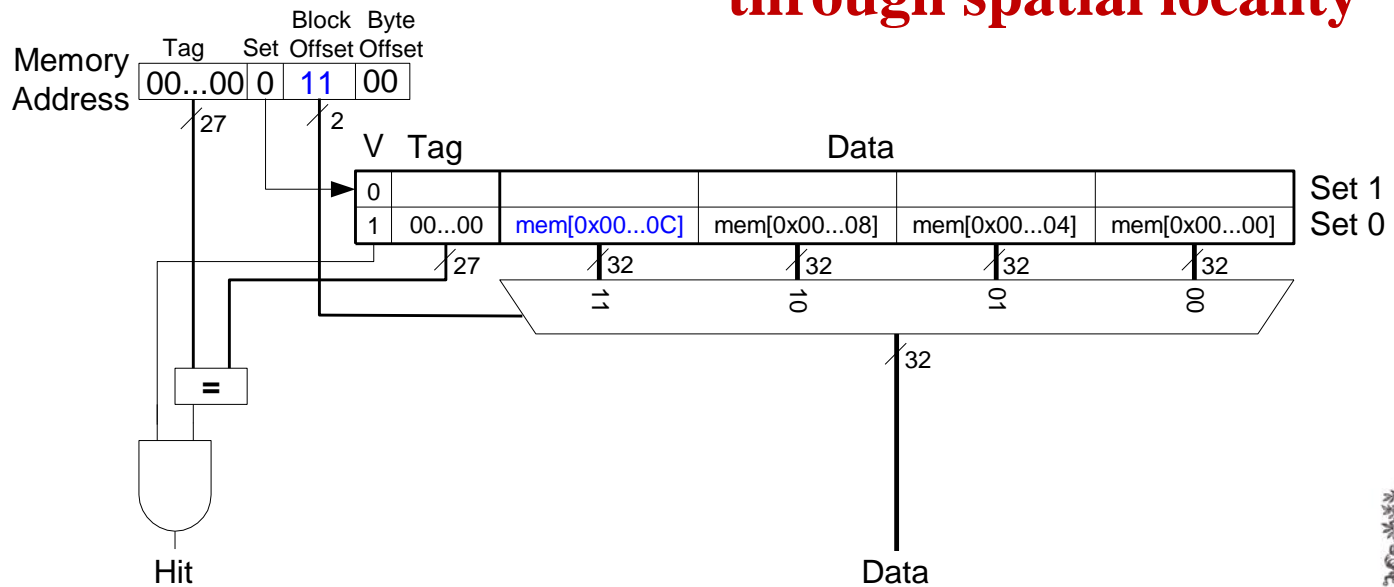 through spatial locality
Block Byte
Tag Set Offset Offset
Memory Address 00...00 0 11 00
27 2
V Tag Data
0 Set 1
1 00...00 mem[0x00...0C] mem[0x00...08] mem[0x00...04] mem[0x00...00] Set 0
27 32 32 32 32
11 10 01 00
32
=
Hit Data